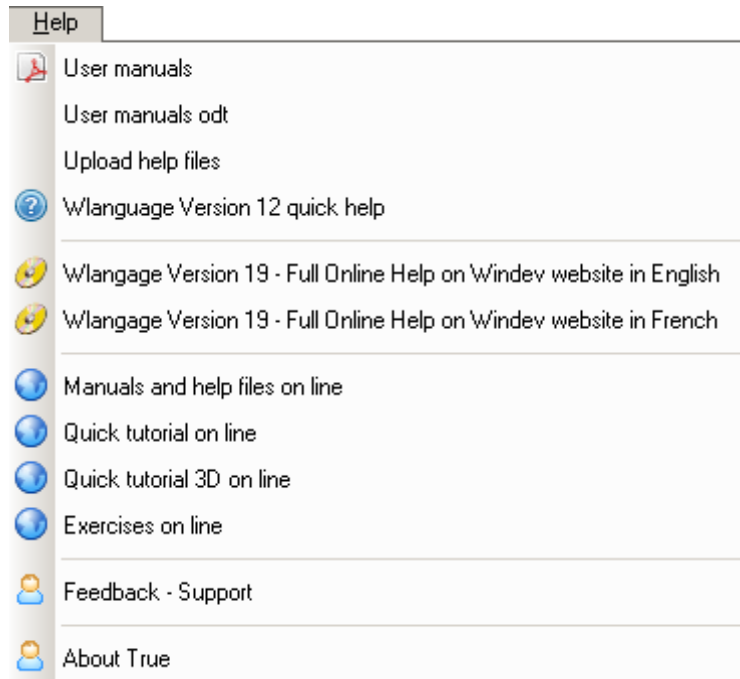 Help
User manuals
User manuals odt
Upload help files
Wlanguage Version 12 quick help
Wlangage Version 19 - Full Online Help on Windev website in English
Wlangage Version 19 - Full Online Help on Windev website in French
Manuals and help files on line
Quick tutorial on line
Quick tutorial 3D on line
Exercises on line
Feedback - Support
About True